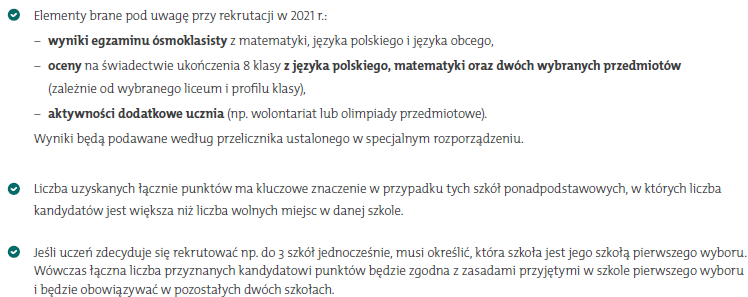 Elementy brane pod uwagę przy rekrutacji w 2021 r.:
– wyniki egzaminu ósmoklasisty z matematyki, języka polskiego i języka obcego,
– oceny na świadectwie ukończenia 8 klasy z języka polskiego, matematyki oraz dwóch wybranych przedmiotów
(zależnie od wybranego liceum i profilu klasy),
– aktywności dodatkowe ucznia (np. wolontariat lub olimpiady przedmiotowe).
Wyniki będą podawane według przelicznika ustalonego w specjalnym rozporządzeniu.
Liczba uzyskanych łącznie punktów ma kluczowe znaczenie w przypadku tych szkół ponadpodstawowych, w których liczba
kandydatów jest większa niż liczba wolnych miejsc w danej szkole.
Jeśli uczeń zdecyduje się rekrutować np. do 3 szkół jednocześnie, musi określić, która szkoła jest jego szkołą pierwszego wyboru.
Wówczas łączna liczba przyznanych kandydatowi punktów będzie zgodna z zasadami przyjętymi w szkole pierwszego wyboru
i będzie obowiązywać w pozostałych dwóch szkołach.